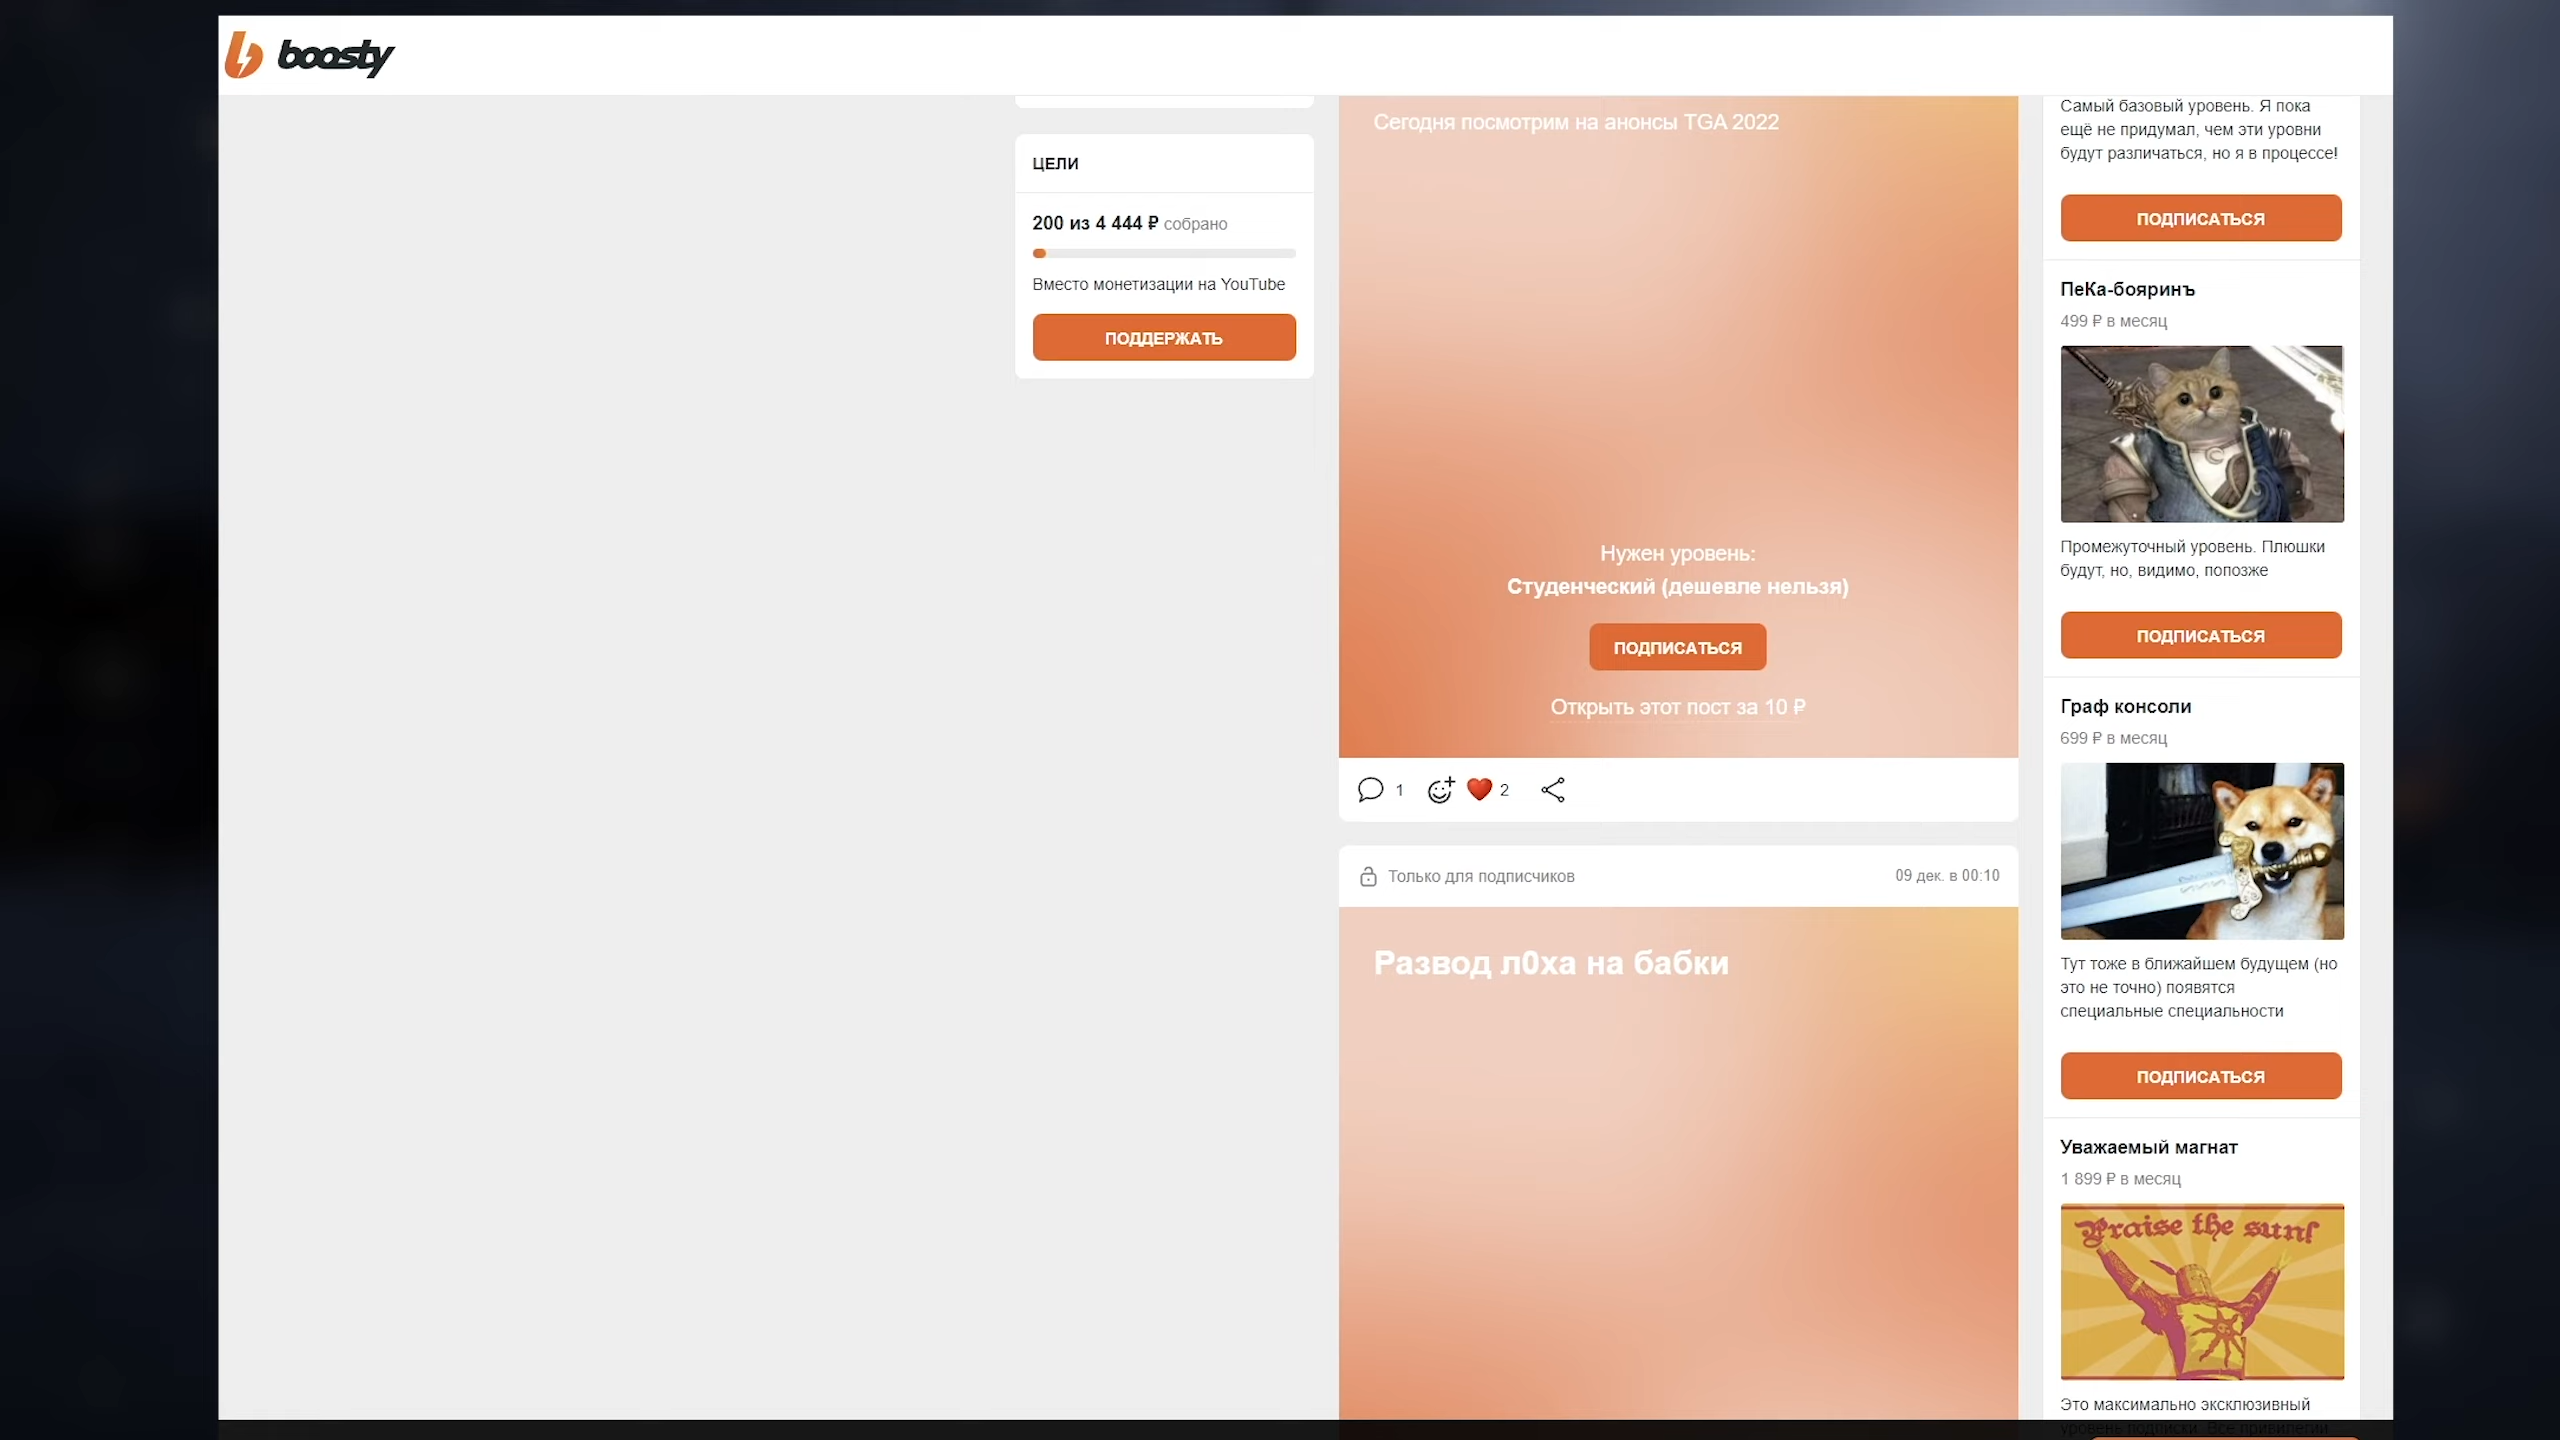 boosty
ЦЕЛИ
200 из 4 444 ₽ собрано
Вместо монетизации на YouTube
ПОДДЕРЖАТЬ
Сегодня посмотрим на анонсы TGA 2022
Нужен уровень:
Студенческий (дешевле нельзя)
ПОДПИСАТЬСЯ
Открыть этот пост за 10 ₽
1
2
Только для подписчиков
09 дек. в 00:10
Развод л0ха на бабки
Самый базовый уровень. Я пока
ещё не придумал, чем эти уровни
будут различаться, но я в процессе!
ПОДПИСАТЬСЯ
ПеКа-бояринъ
499 ₽ в месяц
Промежуточный уровень. Плюшки
будут, но, видимо, попозже
ПОДПИСАТЬСЯ
Граф консоли
699 ₽ в месяц
Тут тоже в ближайшем будущем (но
это не точно) появятся
специальные специальности
ПОДПИСАТЬСЯ
Уважаемый магнат
1 899 ₽ в месяц
Praise the sun!
Это максимально эксклюзивный
уровень подписки. Все привилегии